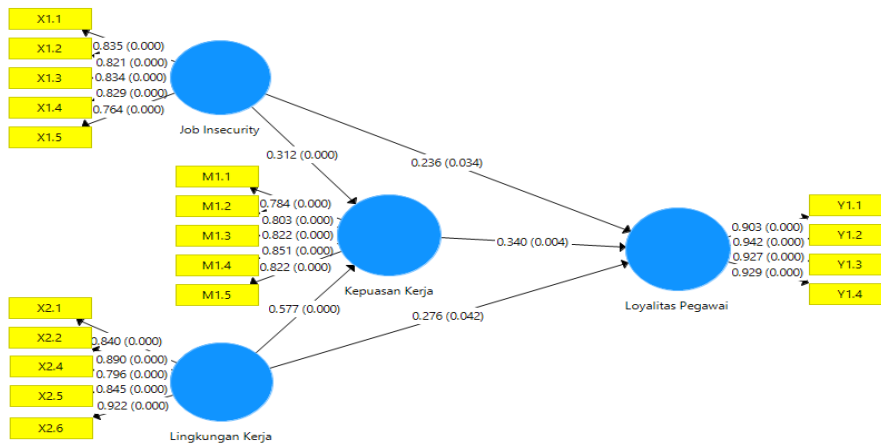 X1.1
X1.2
X1.3
X1.4
X1.5
0.835 (0.000)
0.821 (0.000)
0.834 (0.000)
0.829 (0.000)
0.764 (0.000)
Job Insecurity
0.312 (0.000)
0.236 (0.034)
M1.1
M1.2
M1.3
M1.4
M1.5
0.784 (0.000)
0.803 (0.000)
0.822 (0.000)
0.851 (0.000)
0.822 (0.000)
Kepuasan Kerja
0.340 (0.004)
0.577 (0.000)
0.276 (0.042)
X2.1
X2.2
X2.4
X2.5
X2.6
0.840 (0.000)
0.890 (0.000)
0.796 (0.000)
0.845 (0.000)
0.922 (0.000)
Lingkungan Kerja
Loyalitas Pegawai
0.903 (0.000)
0.942 (0.000)
0.927 (0.000)
0.929 (0.000)
Y1.1
Y1.2
Y1.3
Y1.4